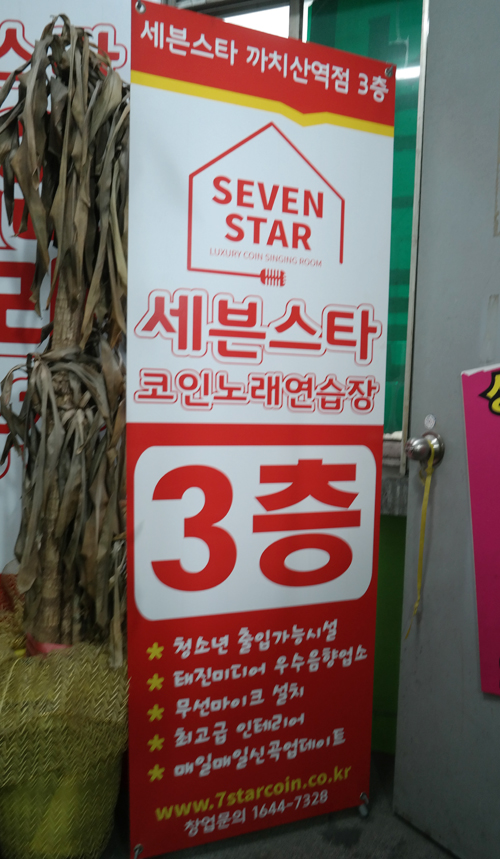 세븐스타 까치산역점 3층
SEVEN
STAR
LUXURY COIN SINGING ROOM
세븐스타
코인노래연습장
3층
청소년 출입가능시설
태진미디어 우수음향업소
무선마이크 설치
최고급 인테리어
매일매일신곡업데이트
www.7starcoin.co.kr
창업문의 1644-7328